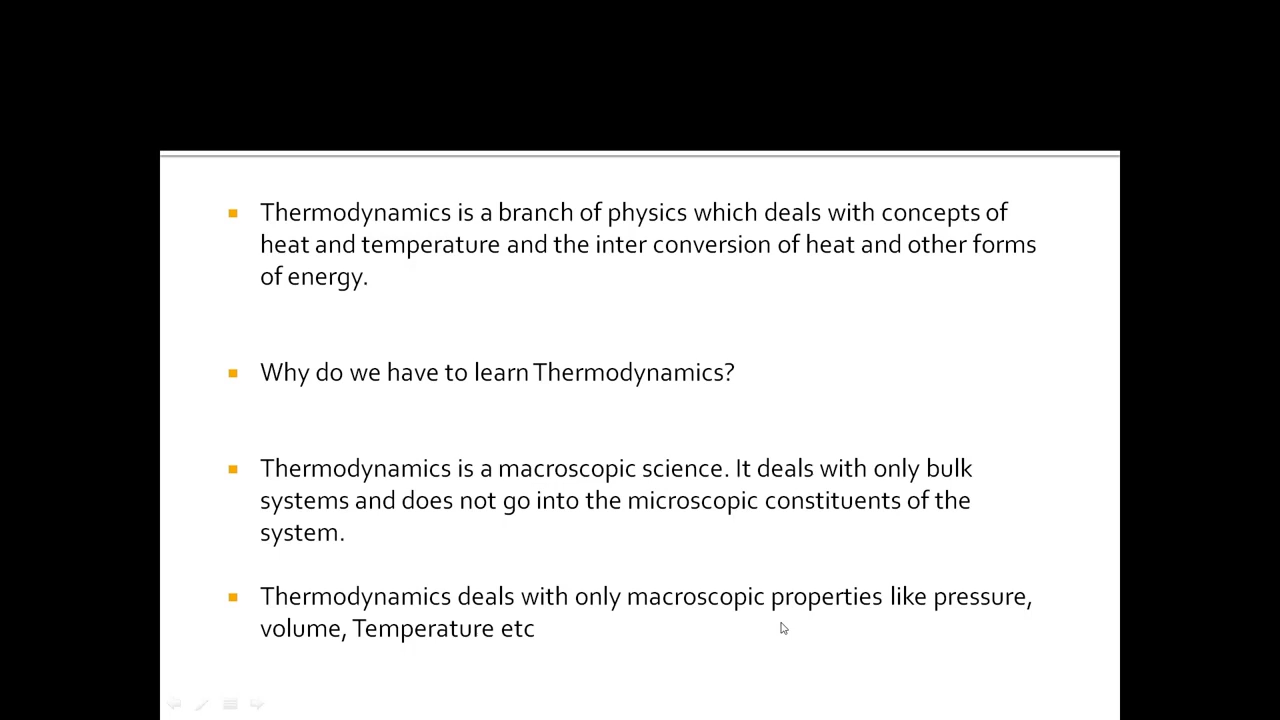 Thermodynamics is a branch of physics which deals with concepts of
heat and temperature and the inter conversion of heat and other forms
of energy.
Why do we have to learn Thermodynamics?
Thermodynamics is a macroscopic science. It deals with only bulk
systems and does not go into the microscopic constituents of the
system.
Thermodynamics deals with only macroscopic properties like pressure,
volume, Temperature etc